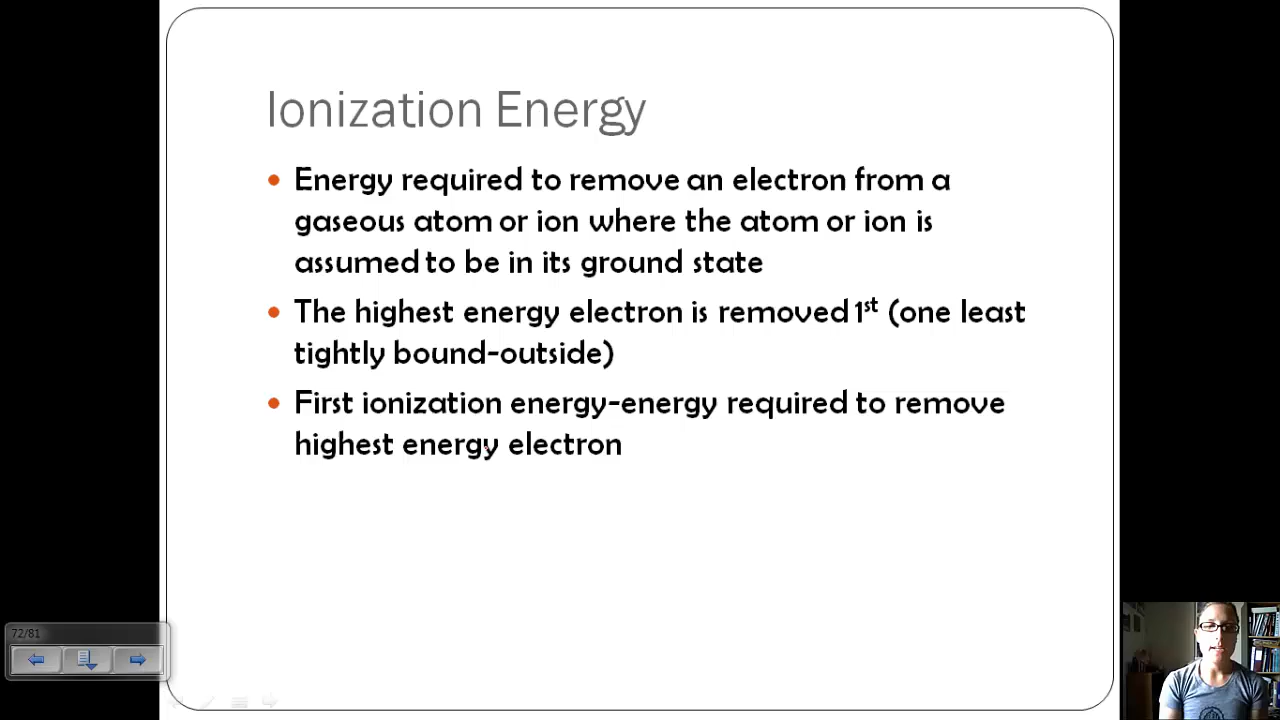 Ionization Energy
Energy required to remove an electron from a
gaseous atom or ion where the atom or ion is
assumed to be in its ground state
The highest energy electron is removed 1st (one least
tightly bound-outside)
First ionization energy-energy required to remove
highest energy electron
72/81